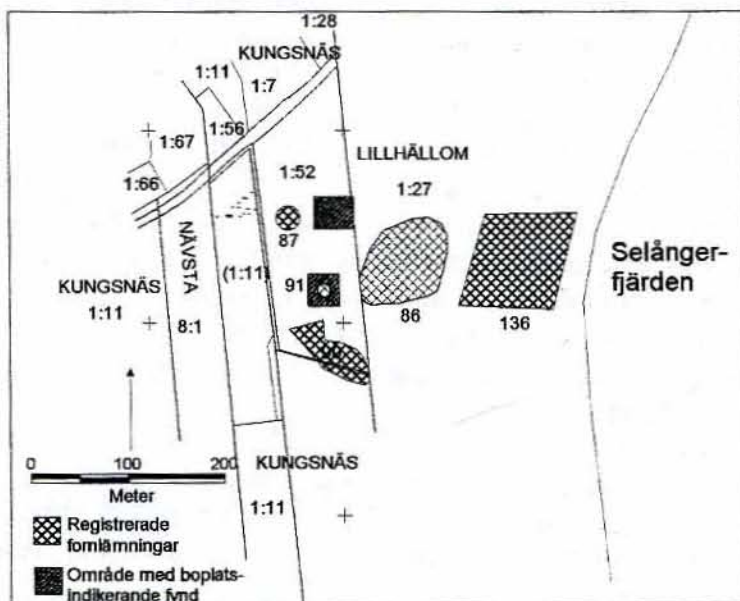 1:28
KUNGSNÄS
1:11
1:7
1:56
1:67
LILLHÄLLOM
1:52
1:27
1:66
87
NÄVSTA
Selånger-
fjärden
KUNGSNÄS
(1:11)
91
1:11
8:1
86
136
KUNGSNÄS
0 100 200
Meter
1:11
Registrerade
fornlämningar
Område med boplats-
indikerande fynd